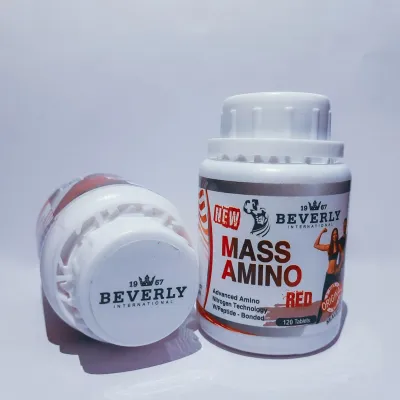 19 67
BEVERLY
INTERNATIONAL
NEW
19 67
BEVERLY
INTERNATIONAL
MASS
AMINO
RED
Advanced Amino
Nitrogen Technology
W/Peptide - Bonded
120 Tablets